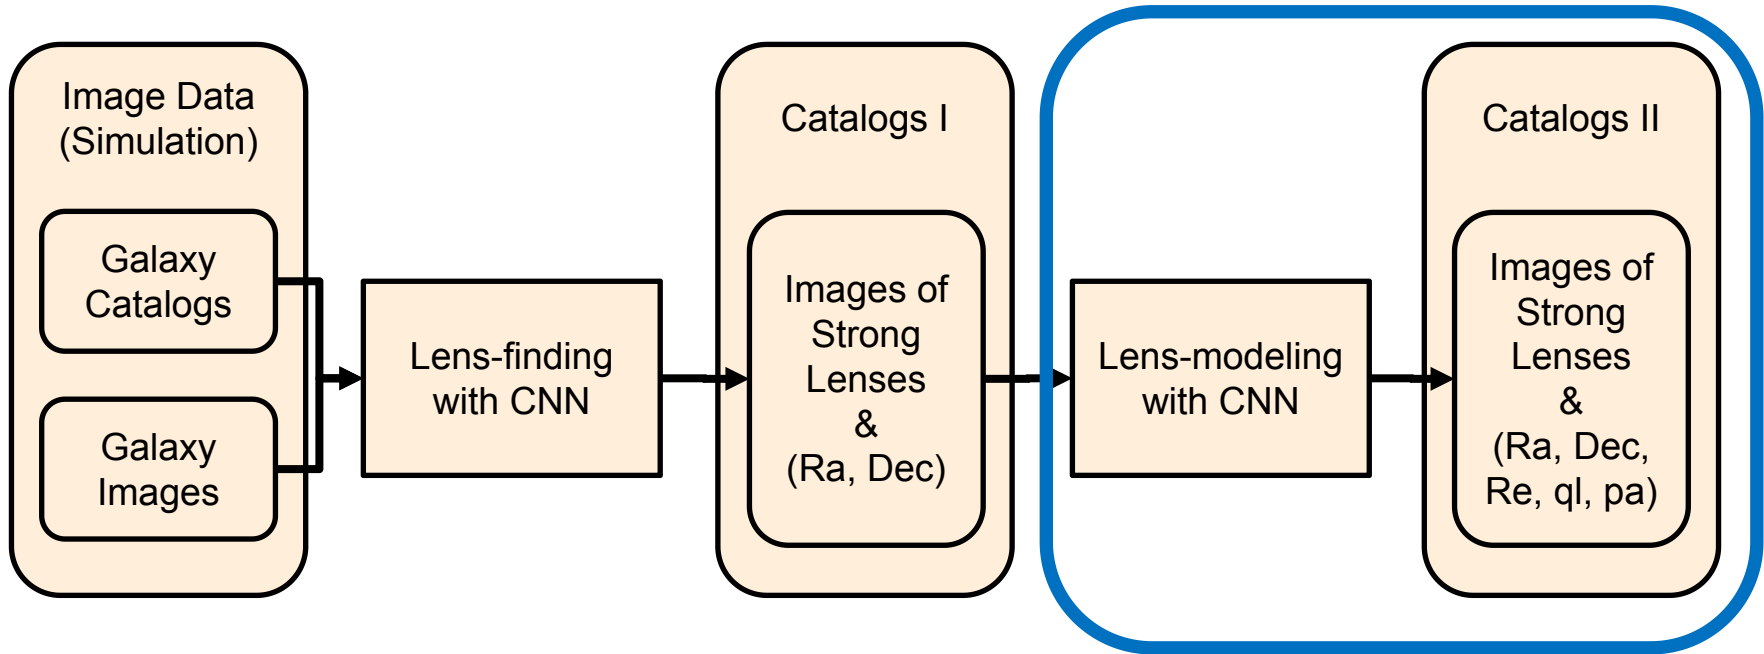 Image Data
(Simulation)
Galaxy
Catalogs
Galaxy
Images
Lens-finding
with CNN
Catalogs I
Images of
Strong
Lenses
&
(Ra, Dec)
Lens-modeling
with CNN
Catalogs II
Images of
Strong
Lenses
&
(Ra, Dec,
Re, ql, pa)